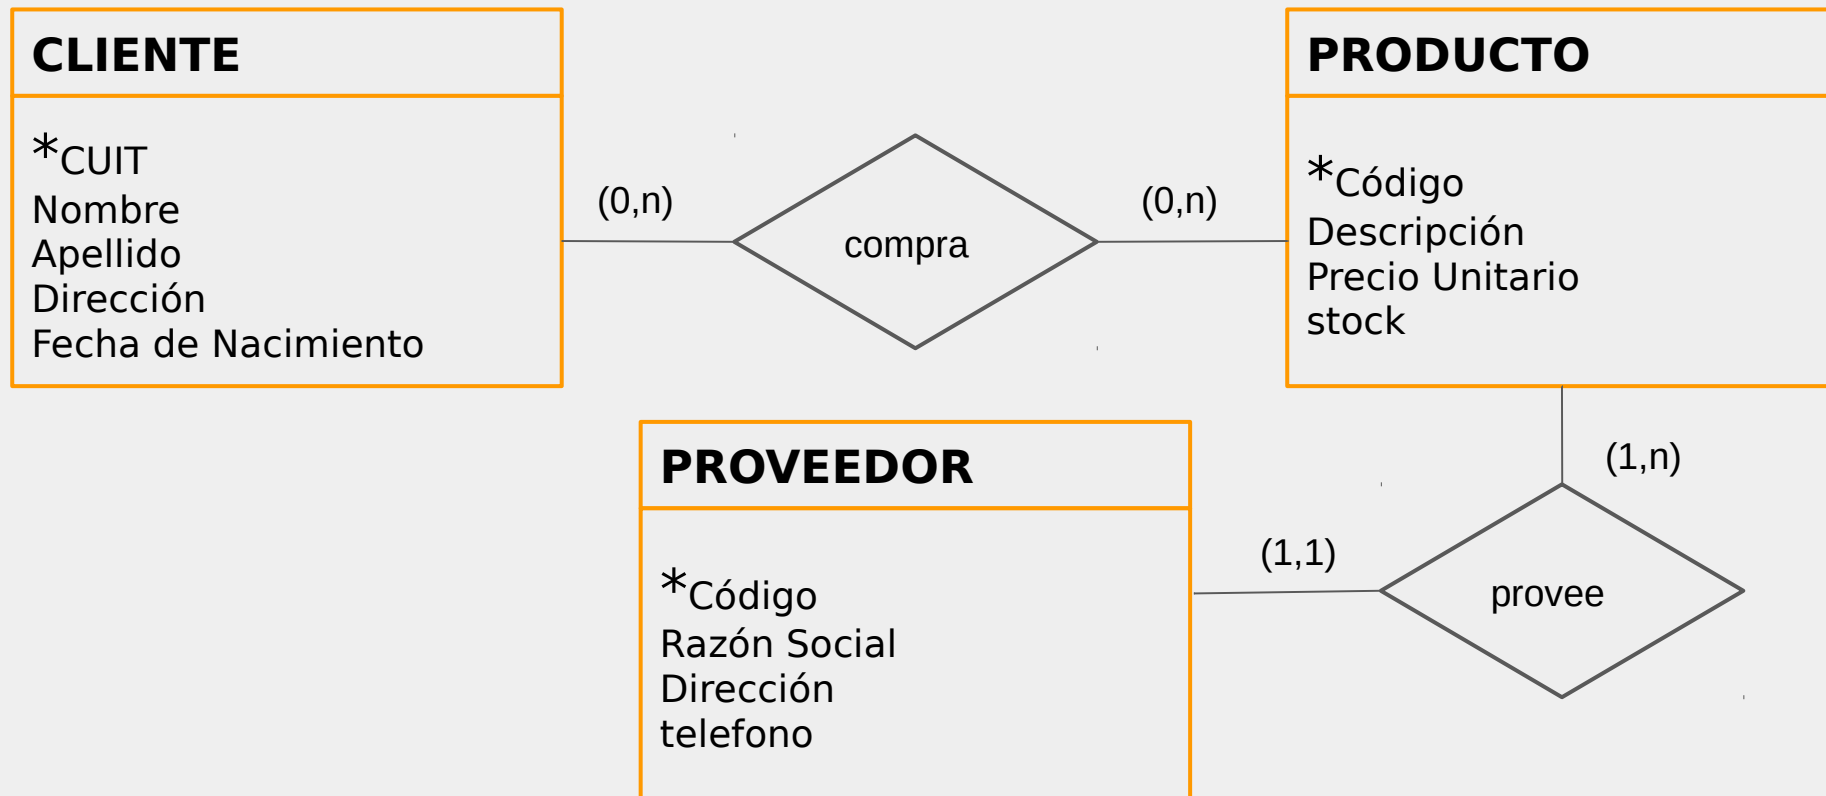 CLIENTE
*CUIT
Nombre
Apellido
Dirección
Fecha de Nacimiento
(0,n)
compra
(0,n)
PRODUCTO
*Código
Descripción
Precio Unitario
stock
PROVEEDOR
*Código
Razón Social
Dirección
telefono
(1,1)
provee
(1,n)